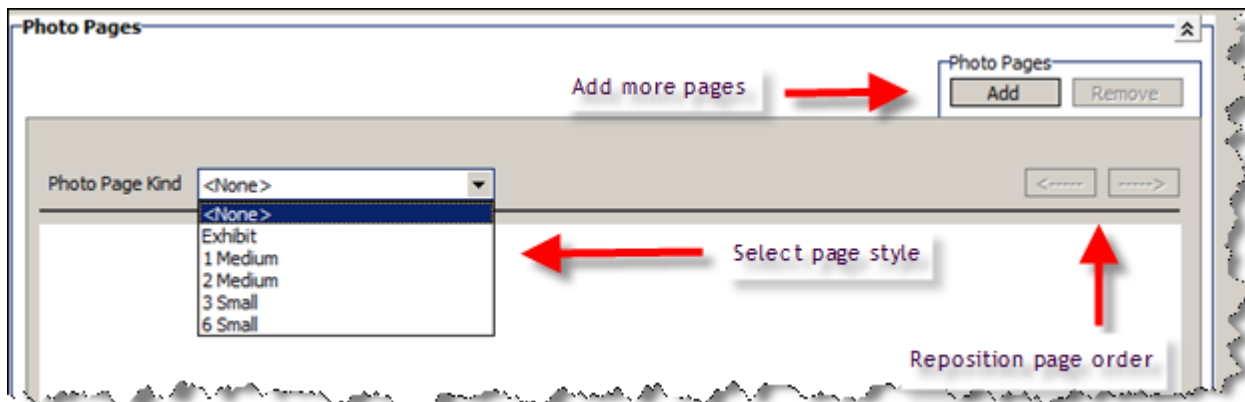 Photo Pages
Photo Pages
Add more pages
Add Remove
Photo Page Kind <None> <----- ----->
<None>
Exhibit
1 Medium
2 Medium
3 Small
6 Small
Select page style
Reposition page order